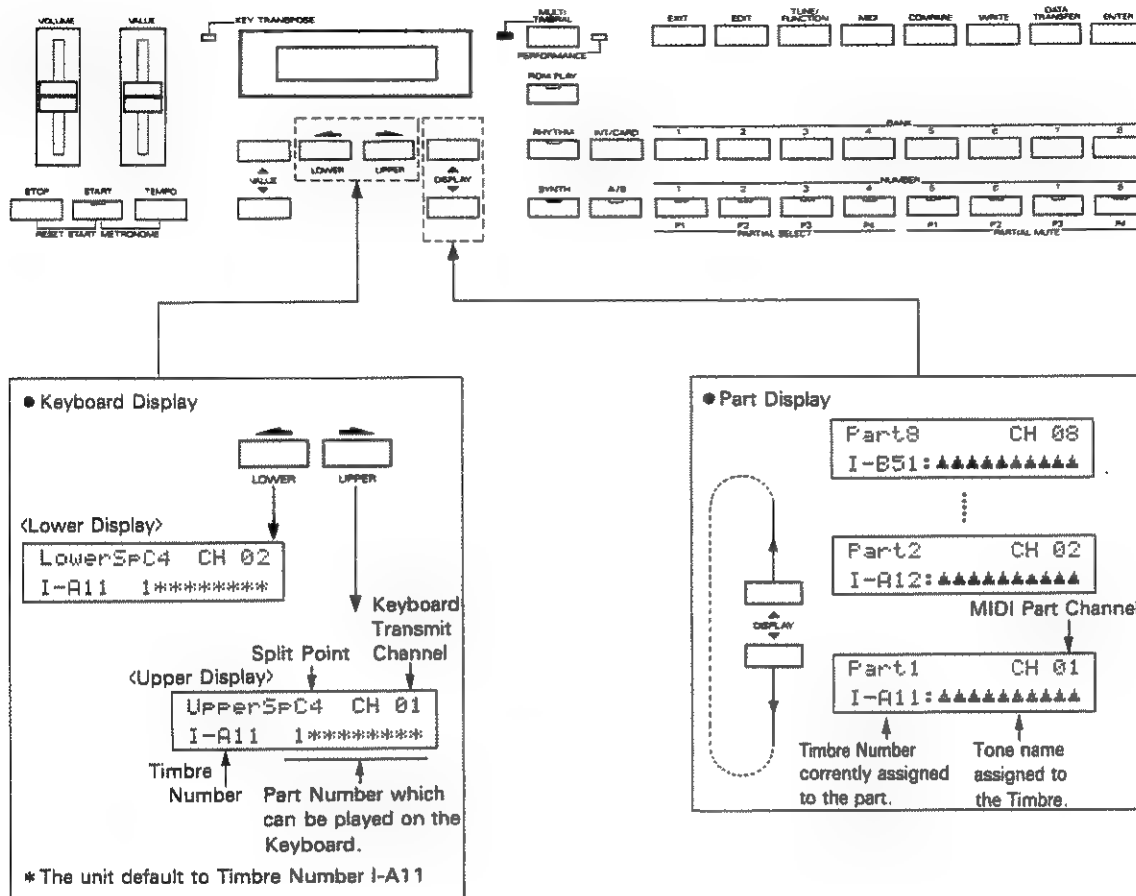 VOLUME VALUE
KEY TRANSPOSE
MULTI TIMBRAL
PERFORMANCE
EXIT EDIT TUNE/FUNCTION MIDI COMPARE WRITE DATA TRANSFER ENTER
ROM PLAY
RHYTHM INT/CARD
BANK
1 2 3 4 5 6 7 8
LOWER UPPER
VALUE
DISPLAY
STOP START TEMPO
RESET START METRONOME
SYNTH A/B
NUMBER
1 2 3 4 5 6 7 8
P1 P2 P3 P4 P1 P2 P3 P4
PARTIAL SELECT PARTIAL MUTE
● Keyboard Display
LOWER UPPER
<Lower Display>
LowerSpC4 CH 02
I-A11 1********
Keyboard
Transmit
Channel
Split Point
<Upper Display>
UpperSpC4 CH 01
I-A11 1********
Timbre
Number
Part Number which
can be played on the
Keyboard.
* The unit default to Timbre Number I-A11
● Part Display
Part8 CH 08
I-B51:▲▲▲▲▲▲▲▲▲▲
Part2 CH 02
I-A12:▲▲▲▲▲▲▲▲▲▲
DISPLAY
MIDI Part Channel
Part1 CH 01
I-A11:▲▲▲▲▲▲▲▲▲▲
Timbre Number
corrently assigned
to the part.
Tone name
assigned to
the Timbre.